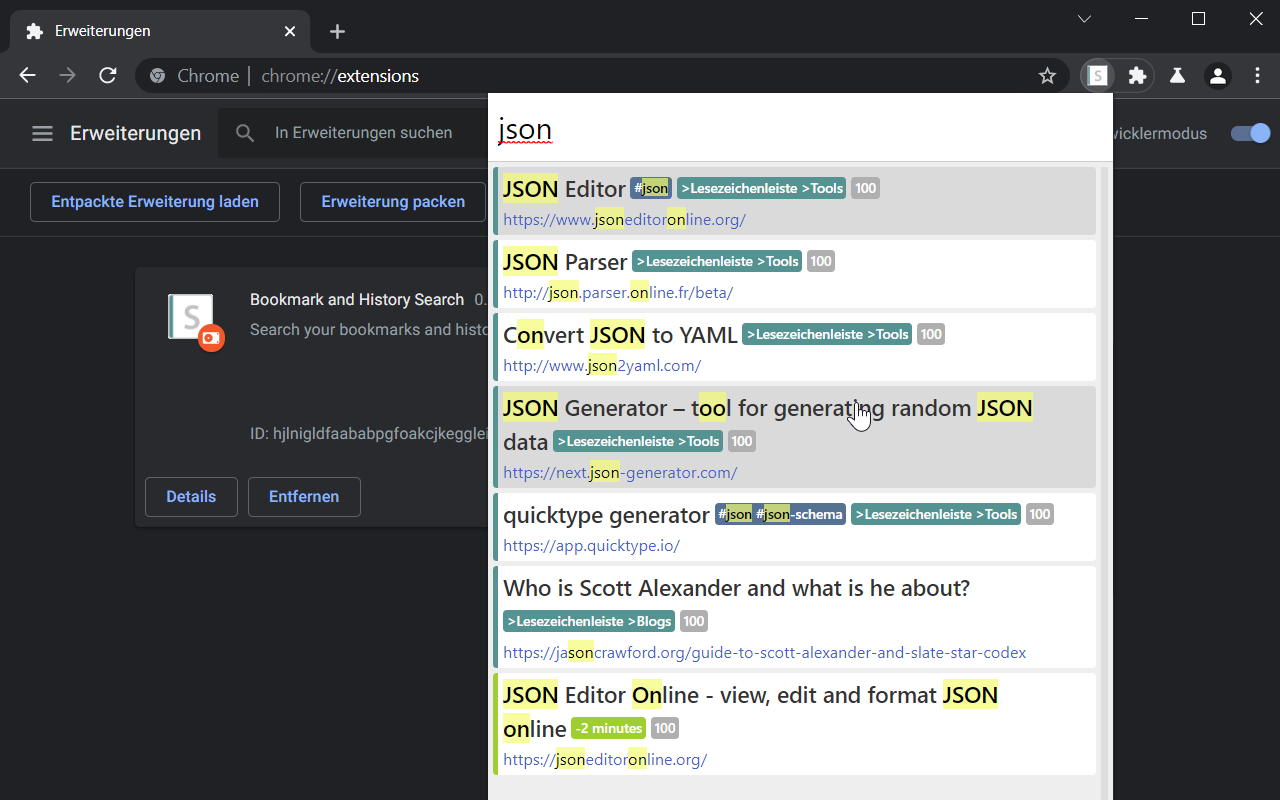 Erweiterungen
Chrome | chrome://extensions
S
Erweiterungen
In Erweiterungen suchen
wicklermodus
Entpackte Erweiterung laden
Erweiterung packen
S
Bookmark and History Search 0.
Search your bookmarks and histo
ID: hjlnigldfaababpgfoakcjkegglei
Details
Entfernen
json
JSON Editor #json >Lesezeichenleiste >Tools 100
https://www.jsoneditoronline.org/
JSON Parser >Lesezeichenleiste >Tools 100
http://json.parser.online.fr/beta/
Convert JSON to YAML >Lesezeichenleiste >Tools 100
http://www.json2yaml.com/
JSON Generator – tool for generating random JSON
data >Lesezeichenleiste >Tools 100
https://next.json-generator.com/
quicktype generator #json #json-schema >Lesezeichenleiste >Tools 100
https://app.quicktype.io/
Who is Scott Alexander and what is he about?
>Lesezeichenleiste >Blogs 100
https://jasoncrawford.org/guide-to-scott-alexander-and-slate-star-codex
JSON Editor Online - view, edit and format JSON
online -2 minutes 100
https://jsoneditoronline.org/